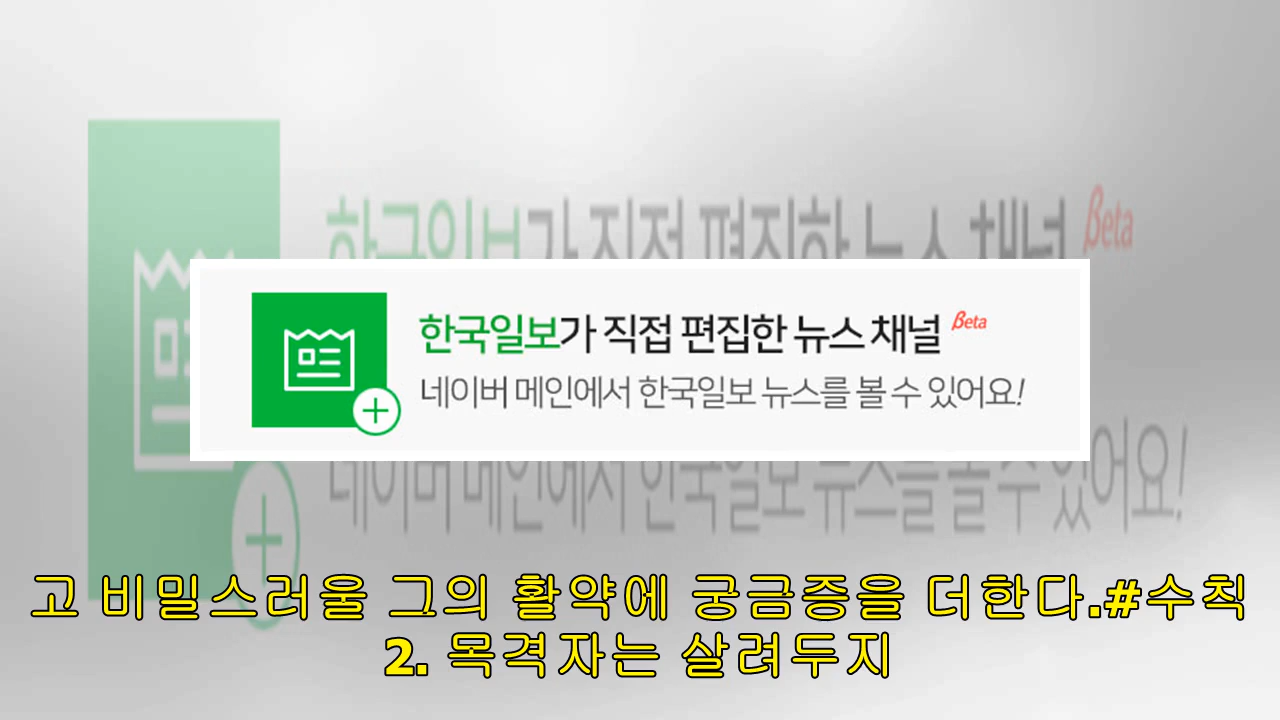 한국일보가 직접 편집한 뉴스 채널 Beta
네이버 메인에서 한국일보 뉴스를 볼 수 있어요!
고 비밀스러울 그의 활약에 궁금증을 더한다.#수칙
2. 목격자는 살려두지